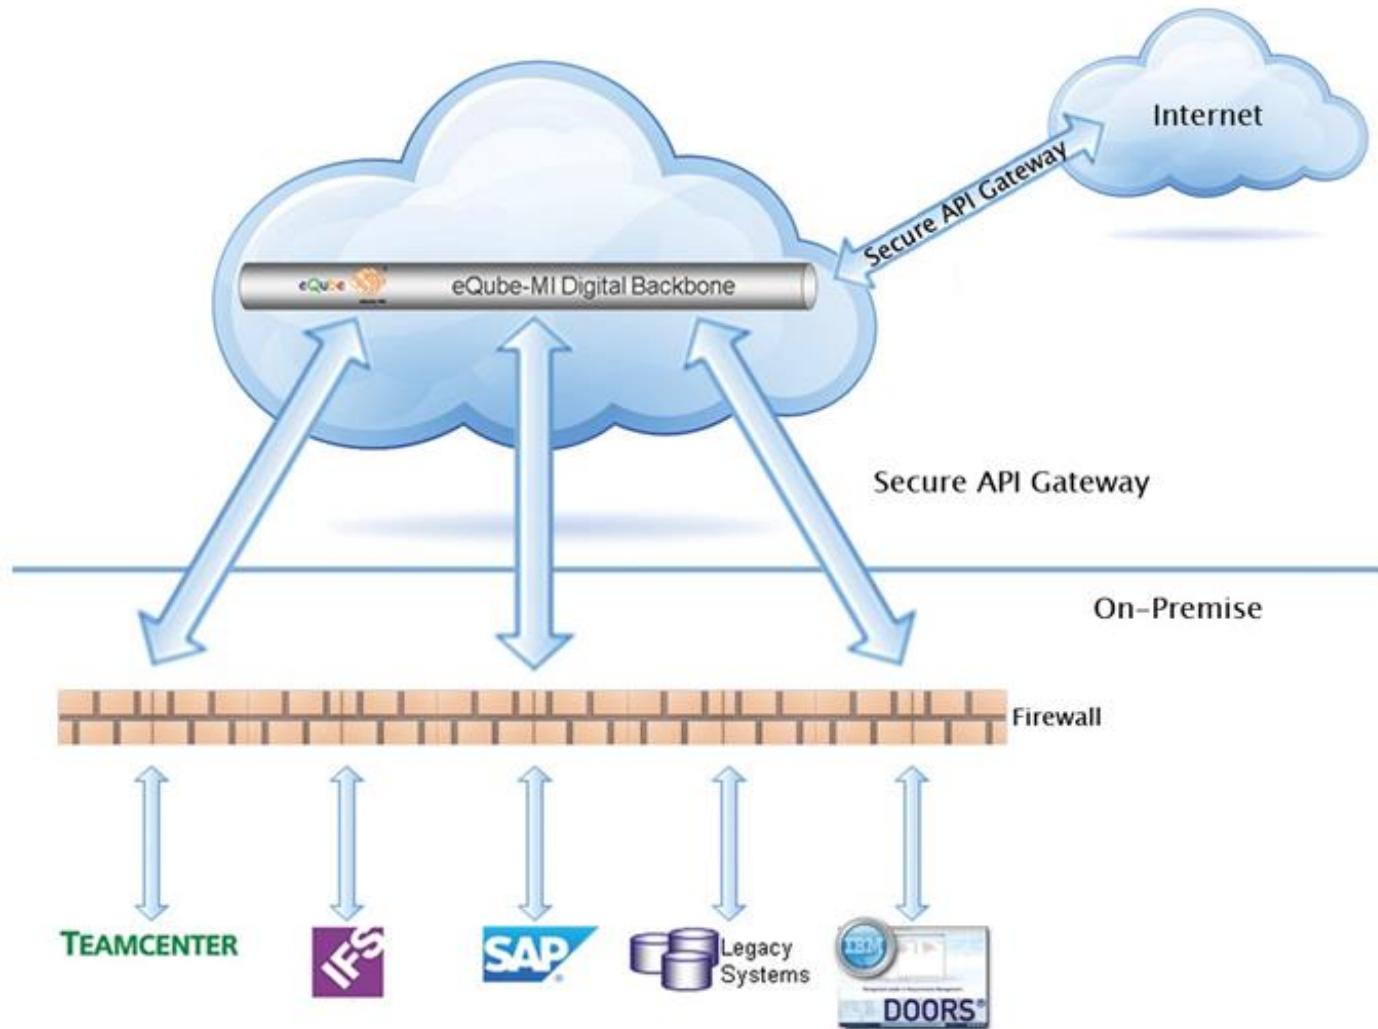 Internet
Secure API Gateway
eQube
eQube-MI Digital Backbone
Secure API Gateway
On-Premise
Firewall
TEAMCENTER
IFS
SAP
Legacy
Systems
IBM
DOORS®